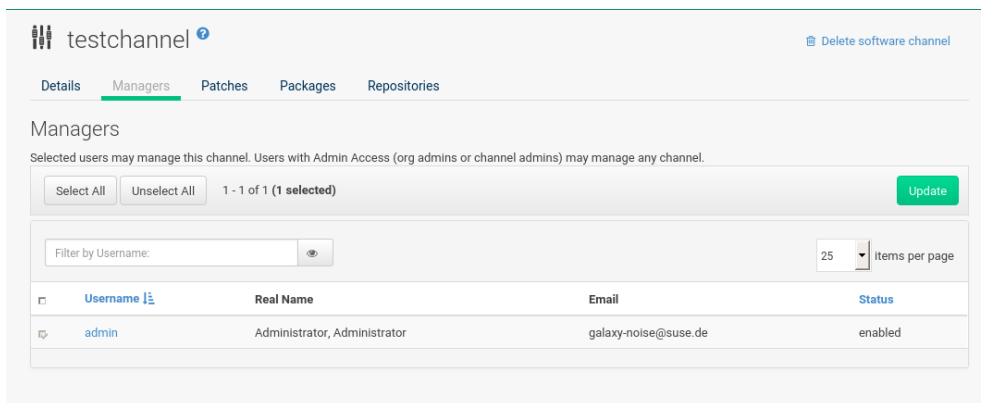 testchannel ?
Delete software channel
Details Managers Patches Packages Repositories
Managers
Selected users may manage this channel. Users with Admin Access (org admins or channel admins) may manage any channel.
Select All Unselect All 1 - 1 of 1 (1 selected) Update
Filter by Username: 25 items per page
Username Real Name Email Status
admin Administrator, Administrator galaxy-noise@suse.de enabled